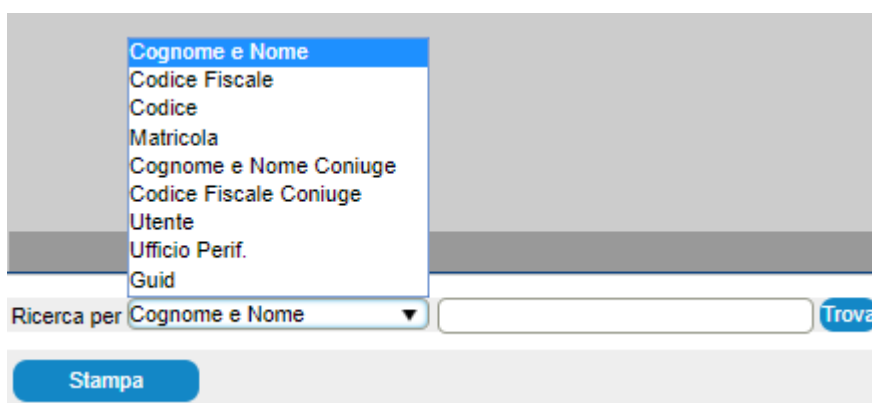 Cognome e Nome
Codice Fiscale
Codice
Matricola
Cognome e Nome Coniuge
Codice Fiscale Coniuge
Utente
Ufficio Perif.
Guid
Ricerca per Cognome e Nome ▼ Trova
Stampa